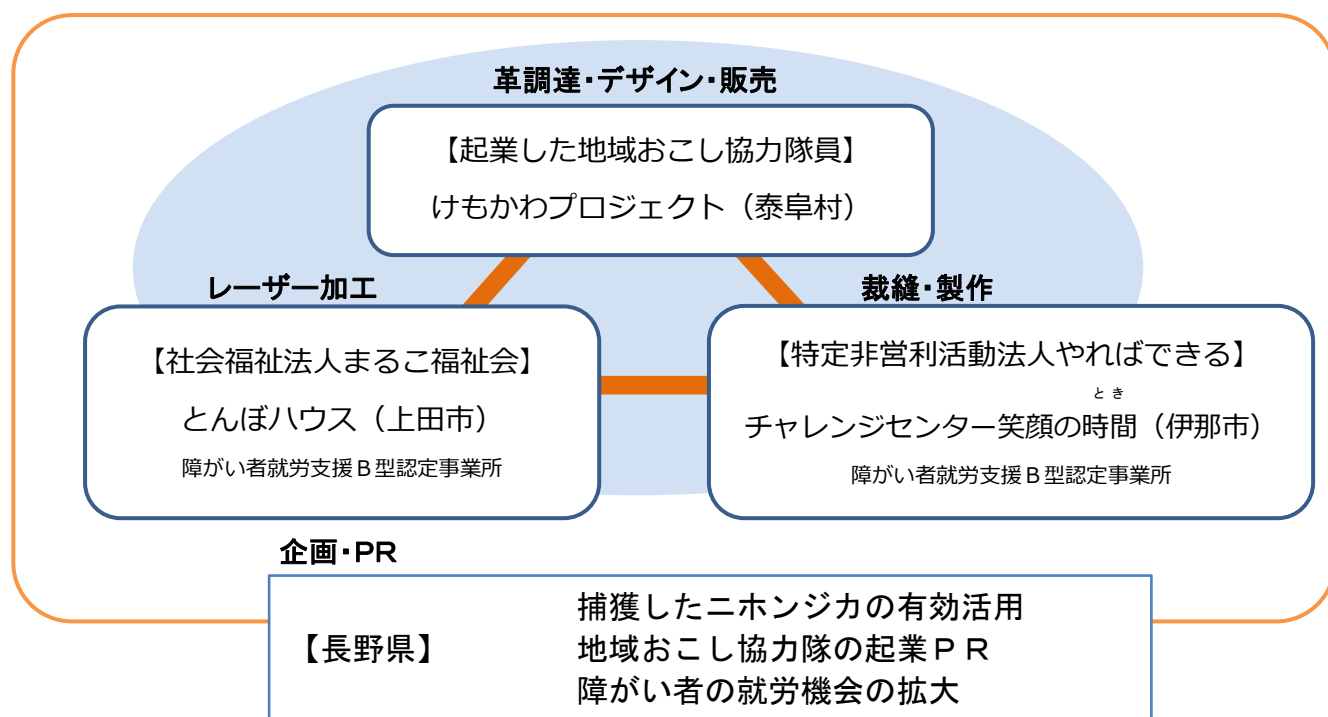 革調達・デザイン・販売
【起業した地域おこし協力隊員】
けもかわプロジェクト（泰阜村）
レーザー加工
【社会福祉法人まるこ福祉会】
とんぼハウス（上田市）
障がい者就労支援Ｂ型認定事業所
裁縫・製作
【特定非営利活動法人やればできる】
とき
チャレンジセンター笑顔の時間（伊那市）
障がい者就労支援Ｂ型認定事業所
企画・PR
【長野県】
捕獲したニホンジカの有効活用
地域おこし協力隊の起業ＰＲ
障がい者の就労機会の拡大